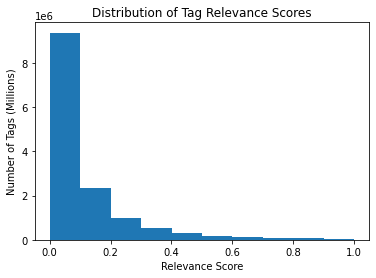 Distribution of Tag Relevance Scores
1e6
Number of Tags (Millions)
8
6
4
2
0
0.0 0.2 0.4 0.6 0.8 1.0
Relevance Score